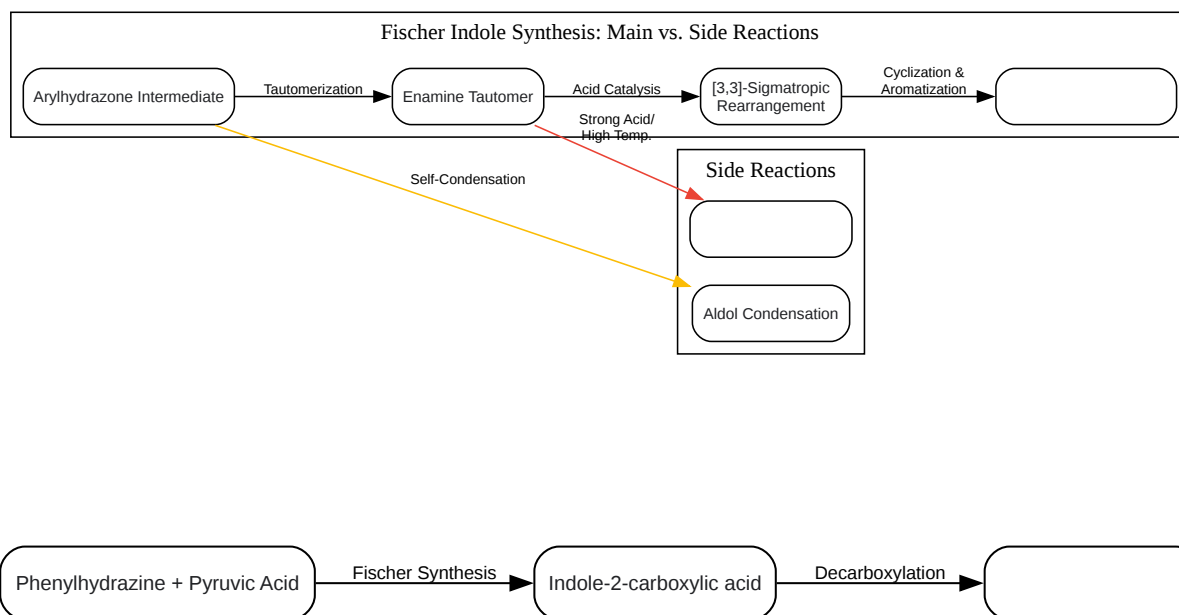 Fischer Indole Synthesis: Main vs. Side Reactions
Arylhydrazone Intermediate
Tautomerization
Enamine Tautomer
Acid Catalysis
[3,3]-Sigmatropic
Rearrangement
Cyclization &
Aromatization
Strong Acid/
High Temp.
Self-Condensation
Side Reactions
Aldol Condensation
Phenylhydrazine + Pyruvic Acid
Fischer Synthesis
Indole-2-carboxylic acid
Decarboxylation